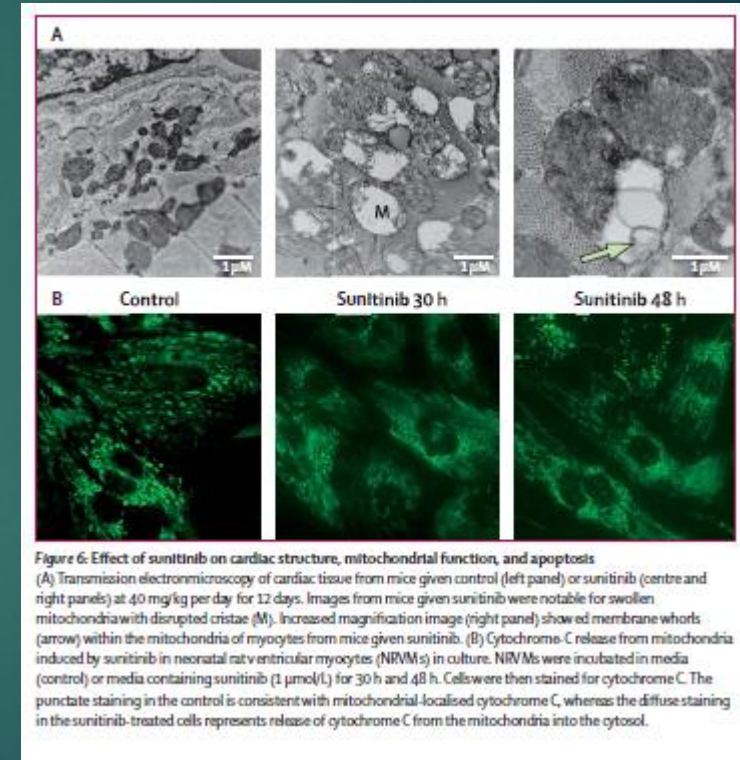 A
M
1 µM
1 µM
1 µM
B Control Sunitinib 30 h Sunitinib 48 h
Figure 6: Effect of sunitinib on cardiac structure, mitochondrial function, and apoptosis
(A) Transmission electronmicroscopy of cardiac tissue from mice given control (left panel) or sunitinib (centre and
right panels) at 40 mg/kg per day for 12 days. Images from mice given sunitinib were notable for swollen
mitochondria with disrupted cristae (M). Increased magnification image (right panel) showed membrane whorls
(arrow) within the mitochondria of myocytes from mice given sunitinib. (B) Cytochrome-C release from mitochondria
induced by sunitinib in neonatal rat ventricular myocytes (NRVMs) in culture. NRVMs were incubated in media
(control) or media containing sunitinib (1 µmol/L) for 30 h and 48 h. Cells were then stained for cytochrome C. The
punctate staining in the control is consistent with mitochondrial-localised cytochrome C, whereas the diffuse staining
in the sunitinib-treated cells represents release of cytochrome C from the mitochondria into the cytosol.